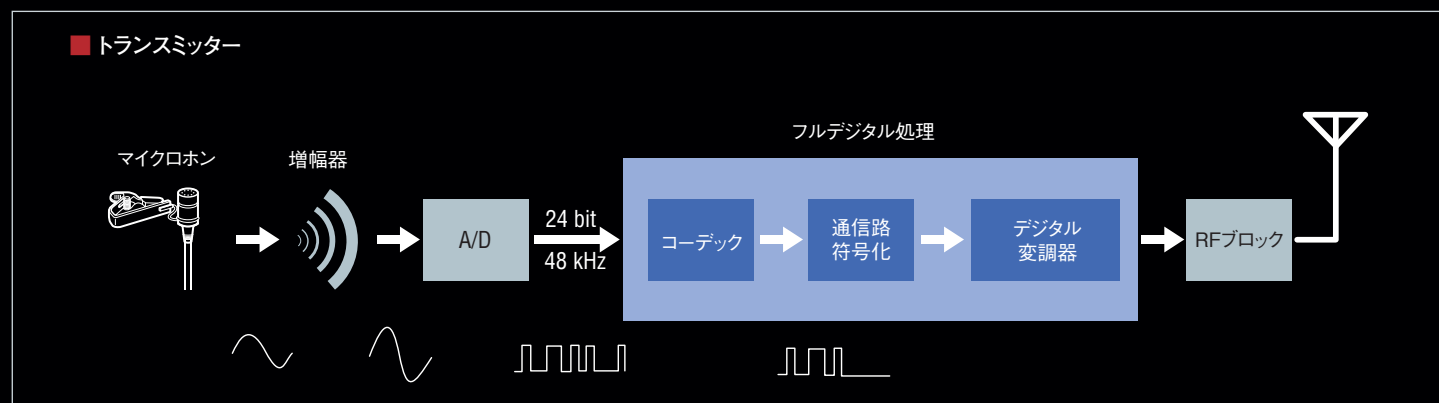 トランスミッター
フルデジタル処理
マイクロホン
増幅器
A/D
24 bit
48 kHz
コーデック
通信路
符号化
デジタル
変調器
RFブロック